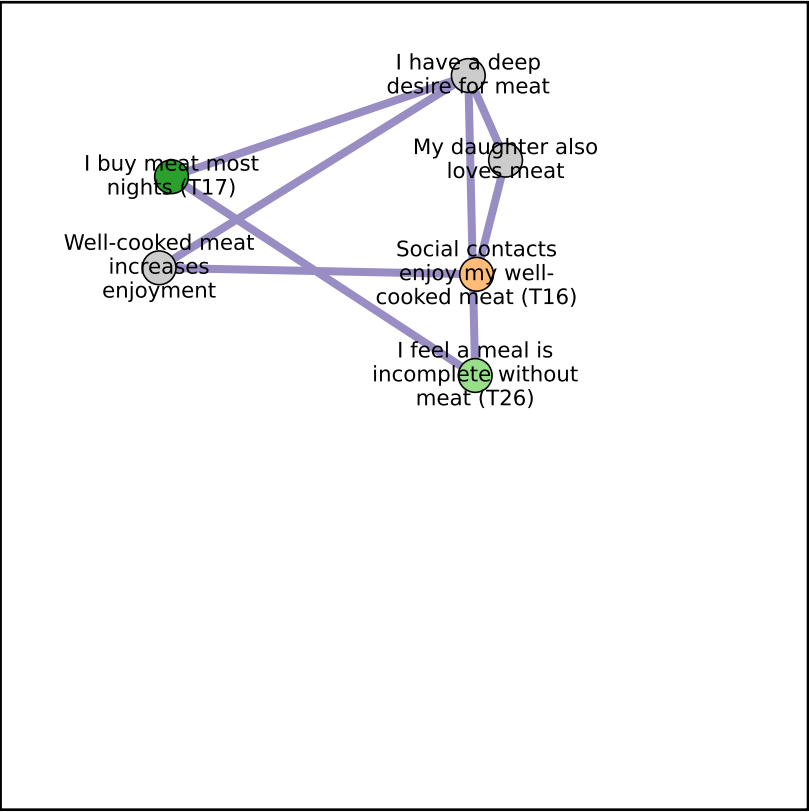 I have a deep
desire for meat
My daughter also
loves meat
I buy meat most
nights (T17)
Well-cooked meat
increases
enjoyment
Social contacts
enjoy my well-
cooked meat (T16)
I feel a meal is
incomplete without
meat (T26)